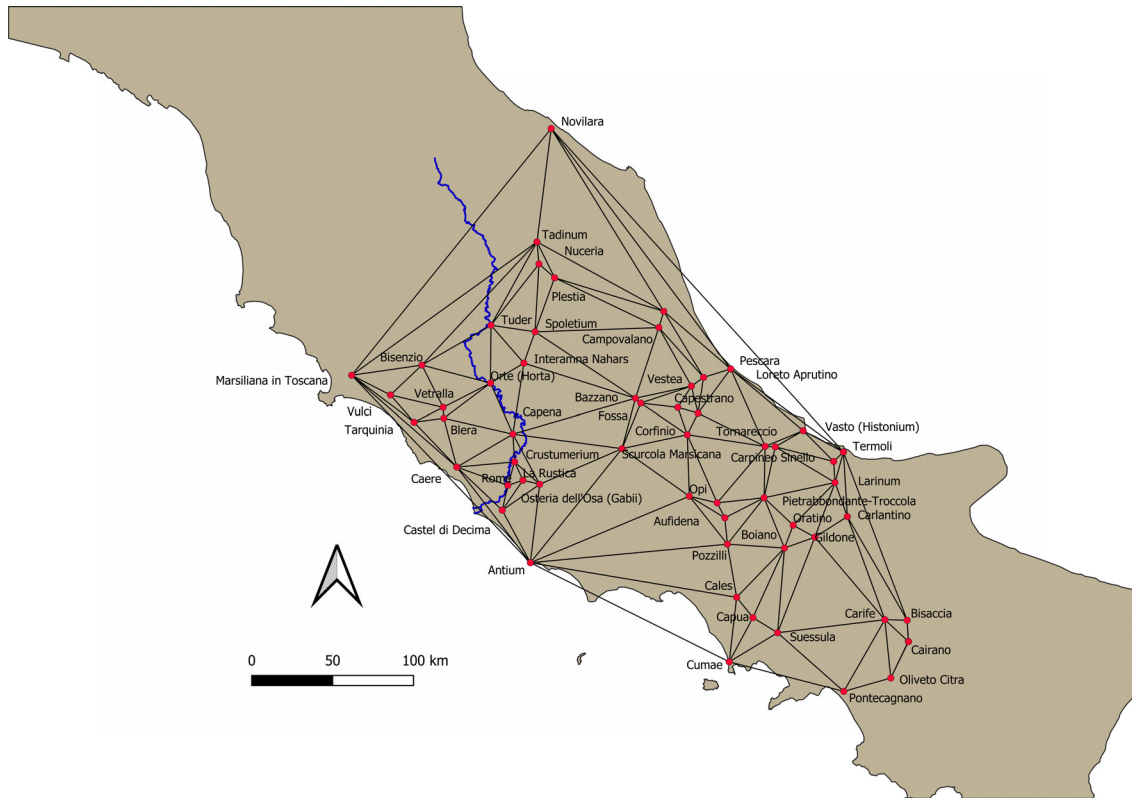 Novilara
Tadinum
Nuceria
Plestia
Tuder
Spoletium
Campovalano
Bisenzio
Interamna Nahars
Pescara
Loreto Aprutino
Marsiliana in Toscana
Orte (Horta)
Vestea
Vetralla
Bazzano
Capestrano
Vulci
Fossa
Capena
Tarquinia
Blera
Corfinio
Tornareccio
Vasto (Histonium)
Termoli
Crustumerium
Scurcola Marsicana
Carpineo Sinello
Caere
Rome
La Rustica
Larinum
Opi
Osteria dell'Osa (Gabii)
Pietrabbondante-Troccola
Castel di Decima
Aufidena
Oratino
Carlantino
Boiano
Gildone
Pozzilli
Antium
Cales
Capua
Carife
Bisaccia
Suessula
Cairano
0 50 100 km
Cumae
Oliveto Citra
Pontecagnano